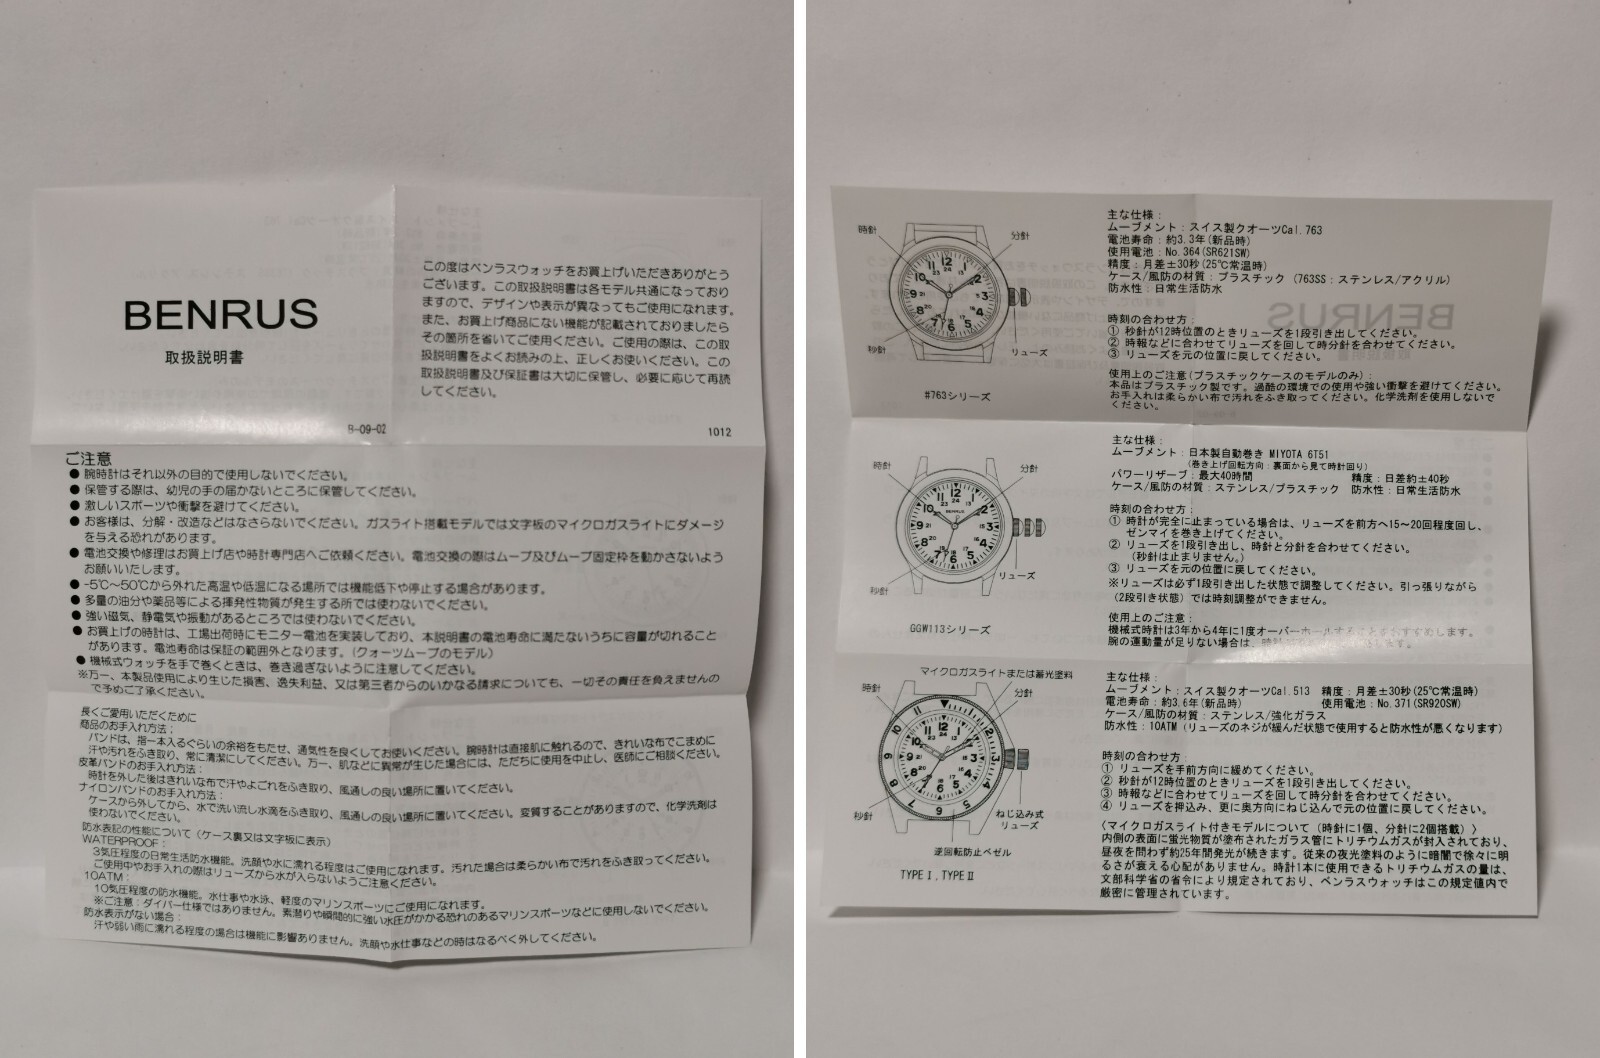 BENRUS
取扱説明書
B-09-02
この度はベンラスウォッチをお買上げいただきありがとう
ございます。この取扱説明書は各モデル共通になっており
ますので、デザインや表示が異なってもご使用になれます。
また、お買上げ商品にない機能が記載されておりましたら
その箇所を省いてご使用ください。ご使用の際は、この取
扱説明書をよくお読みの上、正しくお使いください。この
取扱説明書及び保証書は大切に保管し、必要に応じて再読
してください。
1012
ご注意
● 腕時計はそれ以外の目的で使用しないでください。
● 保管する際は、幼児の手の届かないところに保管してください。
● 激しいスポーツや衝撃を避けてください。
● お客様は、分解・改造などはなさらないでください。ガスライト搭載モデルでは文字板のマイクロガスライトにダメージ
を与える恐れがあります。
● 電池交換や修理はお買上げ店や時計専門店へご依頼ください。電池交換の際はムーブ及びムーブ固定枠を動かさないよう
お願いいたします。
● -5℃～50℃から外れた高温や低温になる場所では機能低下や停止する場合があります。
● 多量の油分や薬品等による揮発性物質が発生する所では使わないでください。
● 強い磁気、静電気や振動があるところでは使わないでください。
● お買上げの時計は、工場出荷時にモニター電池を実装しており、本説明書の電池寿命に満たないうちに容量が切れること
があります。電池寿命は保証の範囲外となります。(クォーツムーブのモデル)
● 機械式ウォッチを手で巻くときは、巻き過ぎないように注意してください。
※万一、本製品使用により生じた損害、逸失利益、又は第三者からのいかなる請求についても、一切その責任を負えませんの
で予めご了承ください。
長くご愛用いただくために
商品のお手入れ方法：
バンドは、指一本入るぐらいの余裕をもたせ、通気性を良くしてお使いください。腕時計は直接肌に触れるので、きれいな布でこまめに
汗や汚れをふき取り、常に清潔にしてください。万一、肌などに異常が生じた場合には、ただちに使用を中止し、医師にご相談ください。
皮革バンドのお手入れ方法：
時計を外した後はきれいな布で汗やよごれをふき取り、風通しの良い場所に置いてください。
ナイロンバンドのお手入れ方法：
ケースから外してから、水で洗い流し水滴をふき取り、風通しの良い場所に置いてください。変質することがありますので、化学洗剤は
使わないでください。
防水表記の性能について（ケース裏又は文字板に表示）
WATERPROOF：
3気圧程度の日常生活防水機能。洗顔や水に濡れる程度はご使用になれます。汚れた場合は柔らかい布で汚れをふき取ってください。
ご使用中やお手入れの際はリューズから水が入らないようご注意ください。
10ATM：
10気圧程度の防水機能。水仕事や水泳、軽度のマリンスポーツにご使用になれます。
※ご注意：ダイバー仕様ではありません。素潜りや瞬間的に強い水圧がかかる恐れのあるマリンスポーツなどに使用しないでください。
防水表示がない場合：
汗や弱い雨に濡れる程度の場合は機能に影響ありません。洗顔や水仕事などの時はなるべく外してください。
時針
分針
秒針
リューズ
#763シリーズ
主な仕様：
ムーブメント：スイス製クオーツCal.763
電池寿命：約3.3年(新品時)
使用電池：No.364(SR621SW)
精度：月差±30秒(25℃常温時)
ケース/風防の材質：プラスチック（763SS：ステンレス/アクリル）
防水性：日常生活防水
時刻の合わせ方：
① 秒針が12時位置のときリューズを1段引き出してください。
② 時報などに合わせてリューズを回して時分針を合わせてください。
③ リューズを元の位置に戻してください。
使用上のご注意(プラスチックケースのモデルのみ)：
本品はプラスチック製です。過酷の環境での使用や強い衝撃を避けてください。
お手入れは柔らかい布で汚れをふき取ってください。化学洗剤を使用しないで
ください。
時針
分針
BENRUS
秒針
リューズ
GGW113シリーズ
主な仕様：
ムーブメント：日本製自動巻き MIYOTA 6T51
(巻き上げ回転方向：裏面から見て時計回り)
パワーリザーブ：最大40時間 精度：日差約±40秒
ケース/風防の材質：ステンレス/プラスチック 防水性：日常生活防水
時刻の合わせ方：
① 時計が完全に止まっている場合は、リューズを前方へ15～20回程度回し、
ゼンマイを巻き上げてください。
② リューズを1段引き出し、時針と分針を合わせてください。
（秒針は止まりません。）
③ リューズを元の位置に戻してください。
※リューズは必ず1段引き出した状態で調整してください。引っ張りながら
（2段引き状態）では時刻調整ができません。
使用上のご注意：
機械式時計は3年から4年に1度オーバーホールすることをおすすめします。
腕の運動量が足りない場合は、
マイクロガスライトまたは蓄光塗料
時針
分針
秒針
ねじ込み式
リューズ
逆回転防止ベゼル
TYPEⅠ,TYPEⅡ
主な仕様：
ムーブメント：スイス製クオーツCal.513 精度：月差±30秒(25℃常温時)
電池寿命：約3.6年(新品時) 使用電池：No.371(SR920SW)
ケース/風防の材質：ステンレス/強化ガラス
防水性：10ATM（リューズのネジが緩んだ状態で使用すると防水性が悪くなります）
時刻の合わせ方：
① リューズを手前方向に緩めてください。
② 秒針が12時位置のときリューズを1段引き出してください。
③ 時報などに合わせてリューズを回して時分針を合わせてください。
④ リューズを押込み、更に奥方向にねじ込んで元の位置に戻してください。
〈マイクロガスライト付きモデルについて（時針に1個、分針に2個搭載）〉
内側の表面に蛍光物質が塗布されたガラス管にトリチウムガスが封入されており、
昼夜を問わず約25年間発光が続きます。従来の夜光塗料のように暗闇で徐々に明
るさが衰える心配がありません。時計1本に使用できるトリチウムガスの量は、
文部科学省の省令により規定されており、ベンラスウォッチはこの規定値内で
厳密に管理されています。